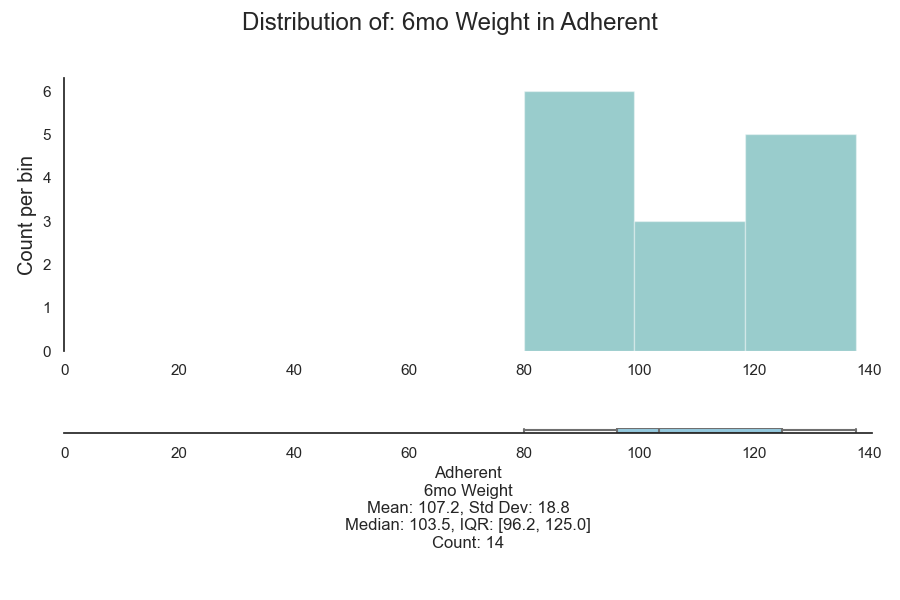 Distribution of: 6mo Weight in Adherent
Count per bin
6
5
4
3
2
1
0
0 20 40 60 80 100 120 140
0 20 40 60 80 100 120 140
Adherent
6mo Weight
Mean: 107.2, Std Dev: 18.8
Median: 103.5, IQR: [96.2, 125.0]
Count: 14